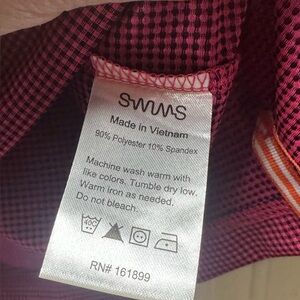 SWIMS
Made in Vietnam
90% Polyester 10% Spandex
Machine wash warm with
like colors. Tumble dry low.
Warm iron as needed.
Do not bleach.
RN# 161899